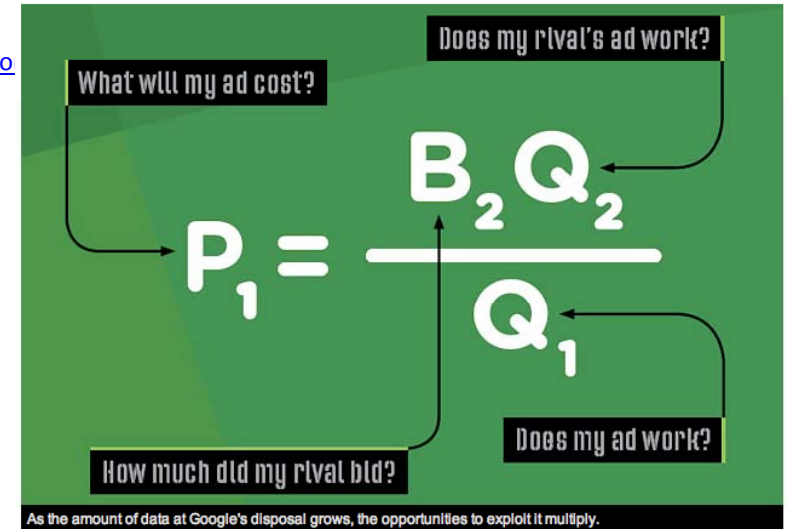 o
Does my rival's ad work?
What will my ad cost?
B₂Q₂
P₁=
Q₁
Does my ad work?
How much did my rival bid?
As the amount of data at Google's disposal grows, the opportunities to exploit it multiply.